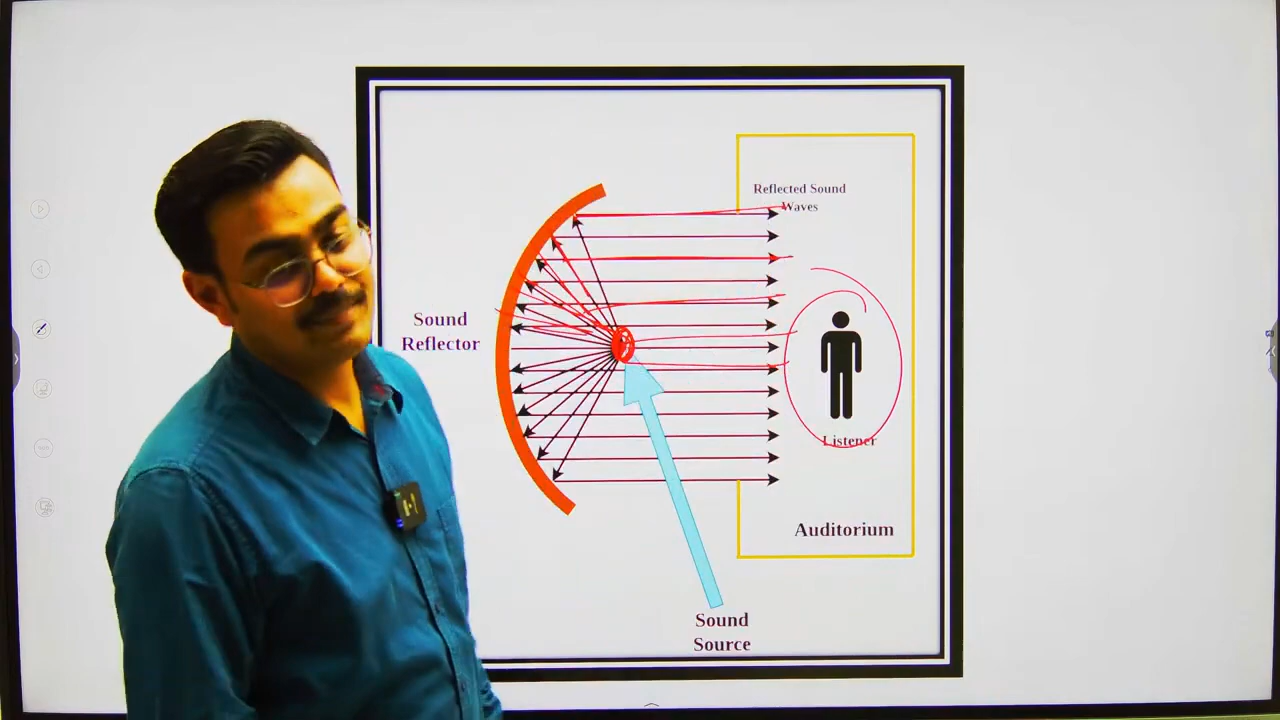 Reflected Sound
Waves
Sound
Reflector
Listener
Auditorium
Sound
Source